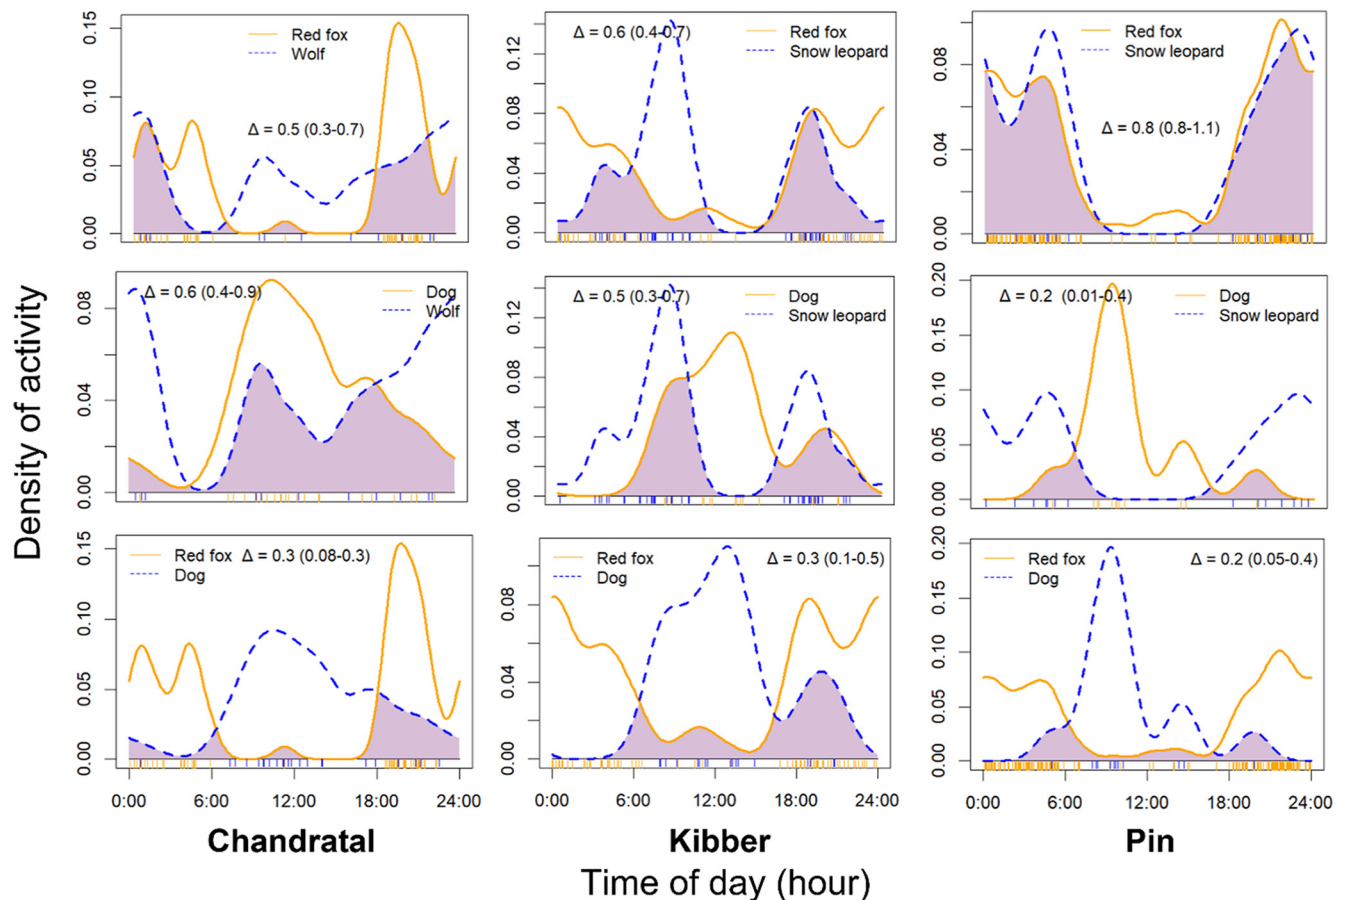 Density of activity
0.15
0.10
0.05
0.00
Red fox
Wolf
Δ = 0.5 (0.3-0.7)
0.12
0.08
0.04
0.00
Δ = 0.6 (0.4-0.7)
Red fox
Snow leopard
0.08
0.04
0.00
Red fox
Snow leopard
Δ = 0.8 (0.8-1.1)
0.08
0.04
0.00
Δ = 0.6 (0.4-0.9)
Dog
Wolf
0.12
0.08
0.04
0.00
Δ = 0.5 (0.3-0.7)
Dog
Snow leopard
0.20
0.15
0.10
0.05
0.00
Δ = 0.2 (0.01-0.4)
Dog
Snow leopard
0.15
0.10
0.05
0.00
Red fox Δ = 0.3 (0.08-0.3)
Dog
0.08
0.04
0.00
Red fox
Dog
Δ = 0.3 (0.1-0.5)
0.20
0.15
0.10
0.05
0.00
Red fox
Dog
Δ = 0.2 (0.05-0.4)
0:00 6:00 12:00 18:00 24:00
0:00 6:00 12:00 18:00 24:00
0:00 6:00 12:00 18:00 24:00
Chandratal
Kibber
Pin
Time of day (hour)